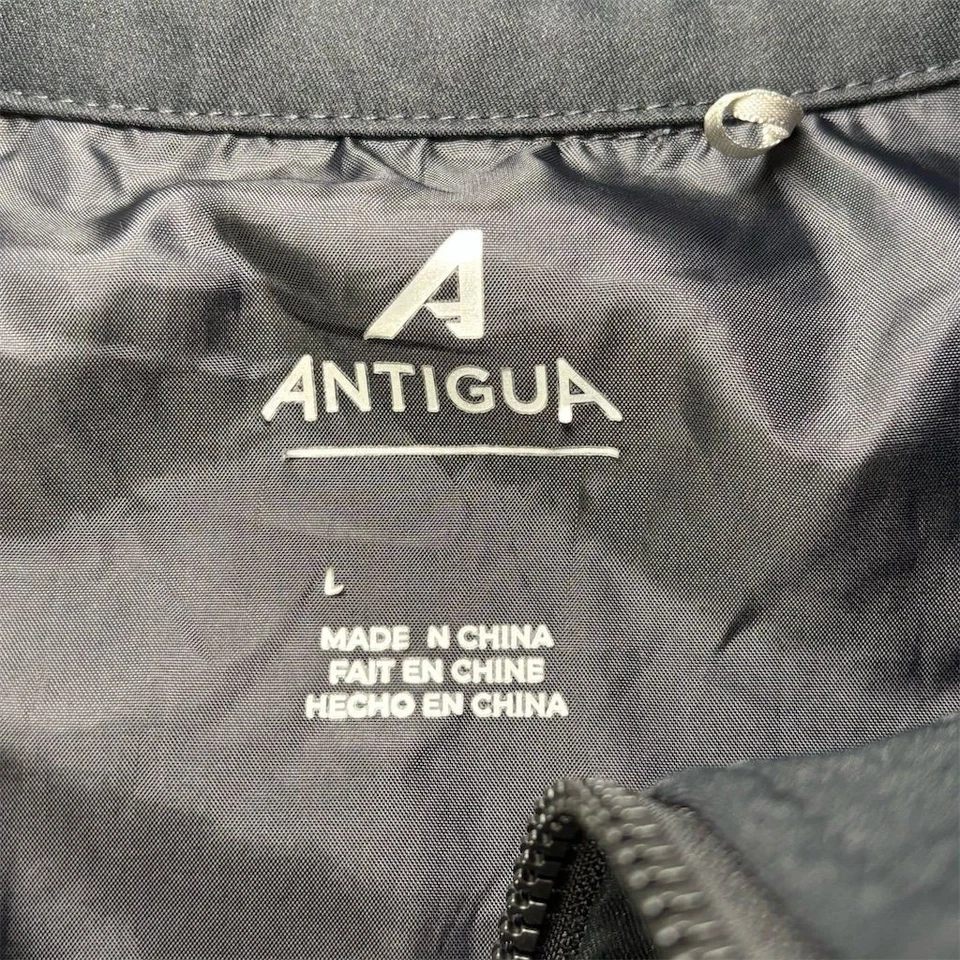 A
ANTIGUA
L
MADE N CHINA
FAIT EN CHINE
HECHO EN CHINA